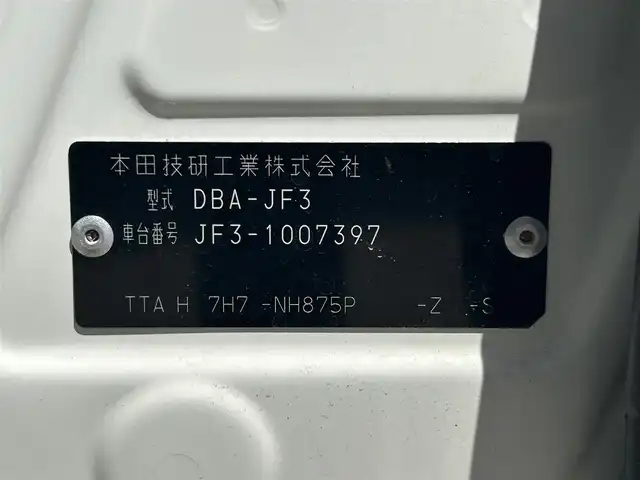 本田技研工業株式会社
型式 DBA-JF3
車台番号 JF3-1007397
TTA H 7H7 -NH875P -Z -S